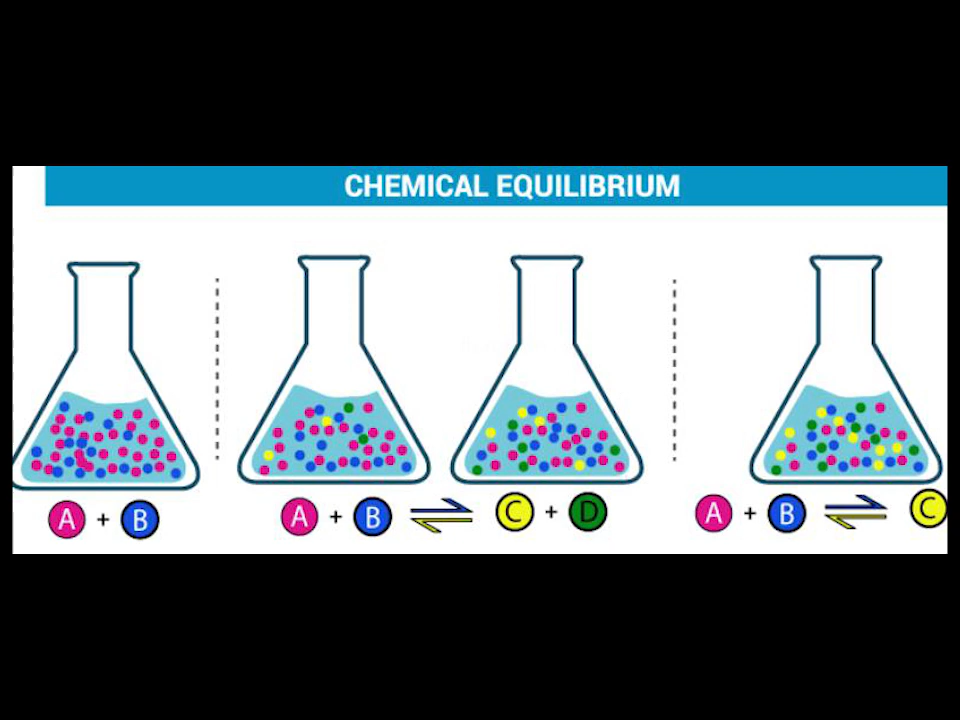 CHEMICAL EQUILIBRIUM
A + B
A + B ⇌ C + D
A + B ⇌ C